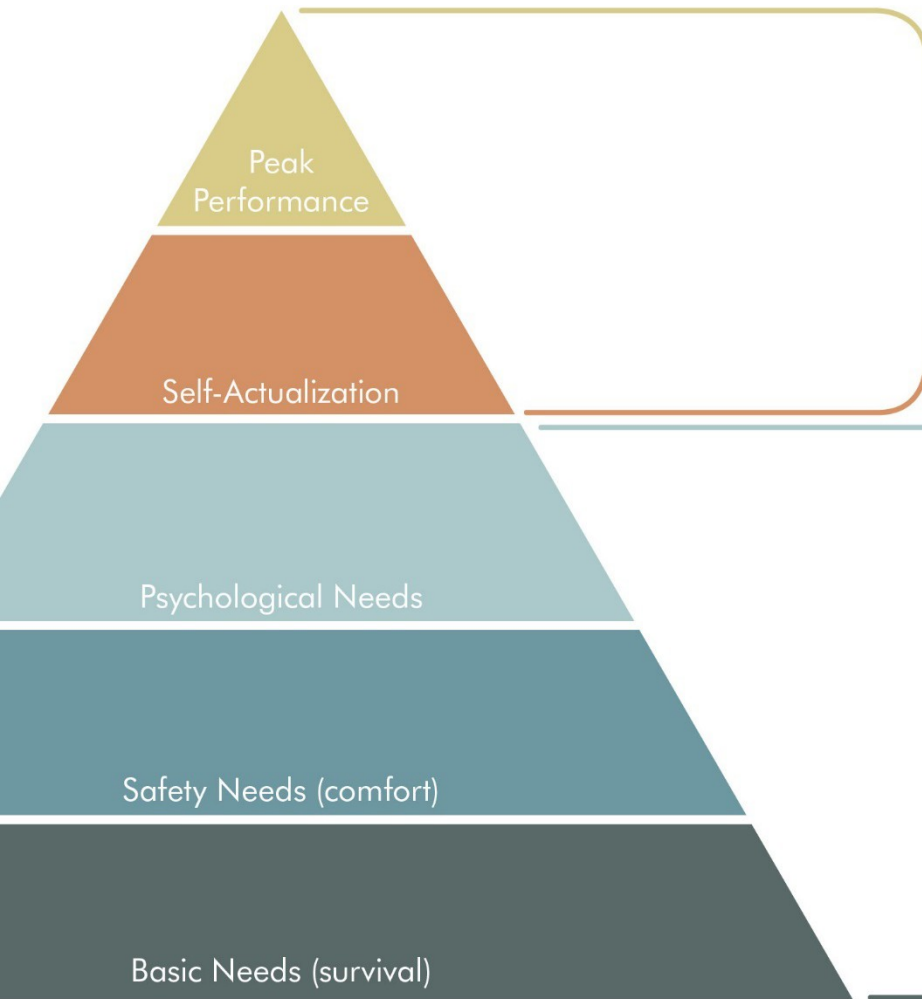 Peak
Performance
Self-Actualization
Psychological Needs
Safety Needs (comfort)
Basic Needs (survival)